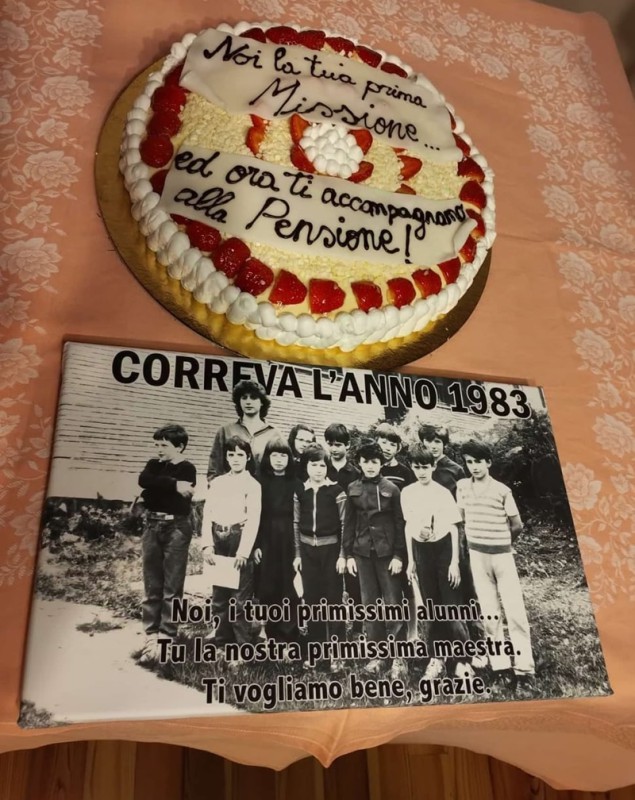 Noi la tua prima
Missione...
ed ora ti accompagnano
alla Pensione!
CORREVA L'ANNO 1983
Noi, i tuoi primissimi alunni...
Tu la nostra primissima maestra.
Ti vogliamo bene, grazie.